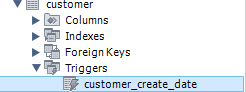 customer
Columns
Indexes
Foreign Keys
Triggers
customer_create_date